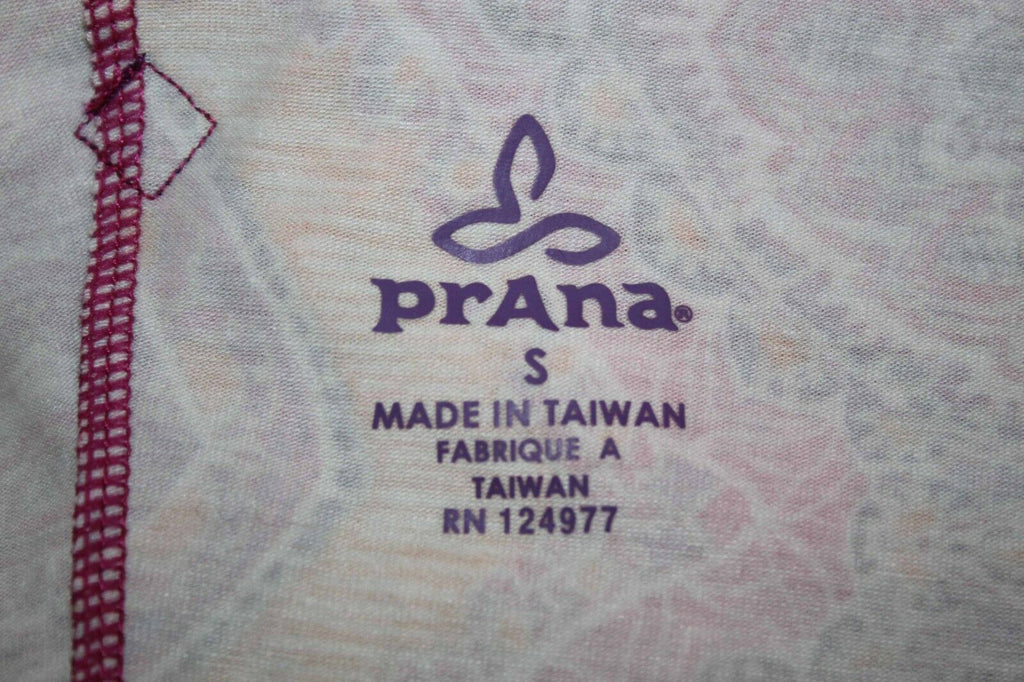 prAna®
S
MADE IN TAIWAN
FABRIQUE A
TAIWAN
RN 124977